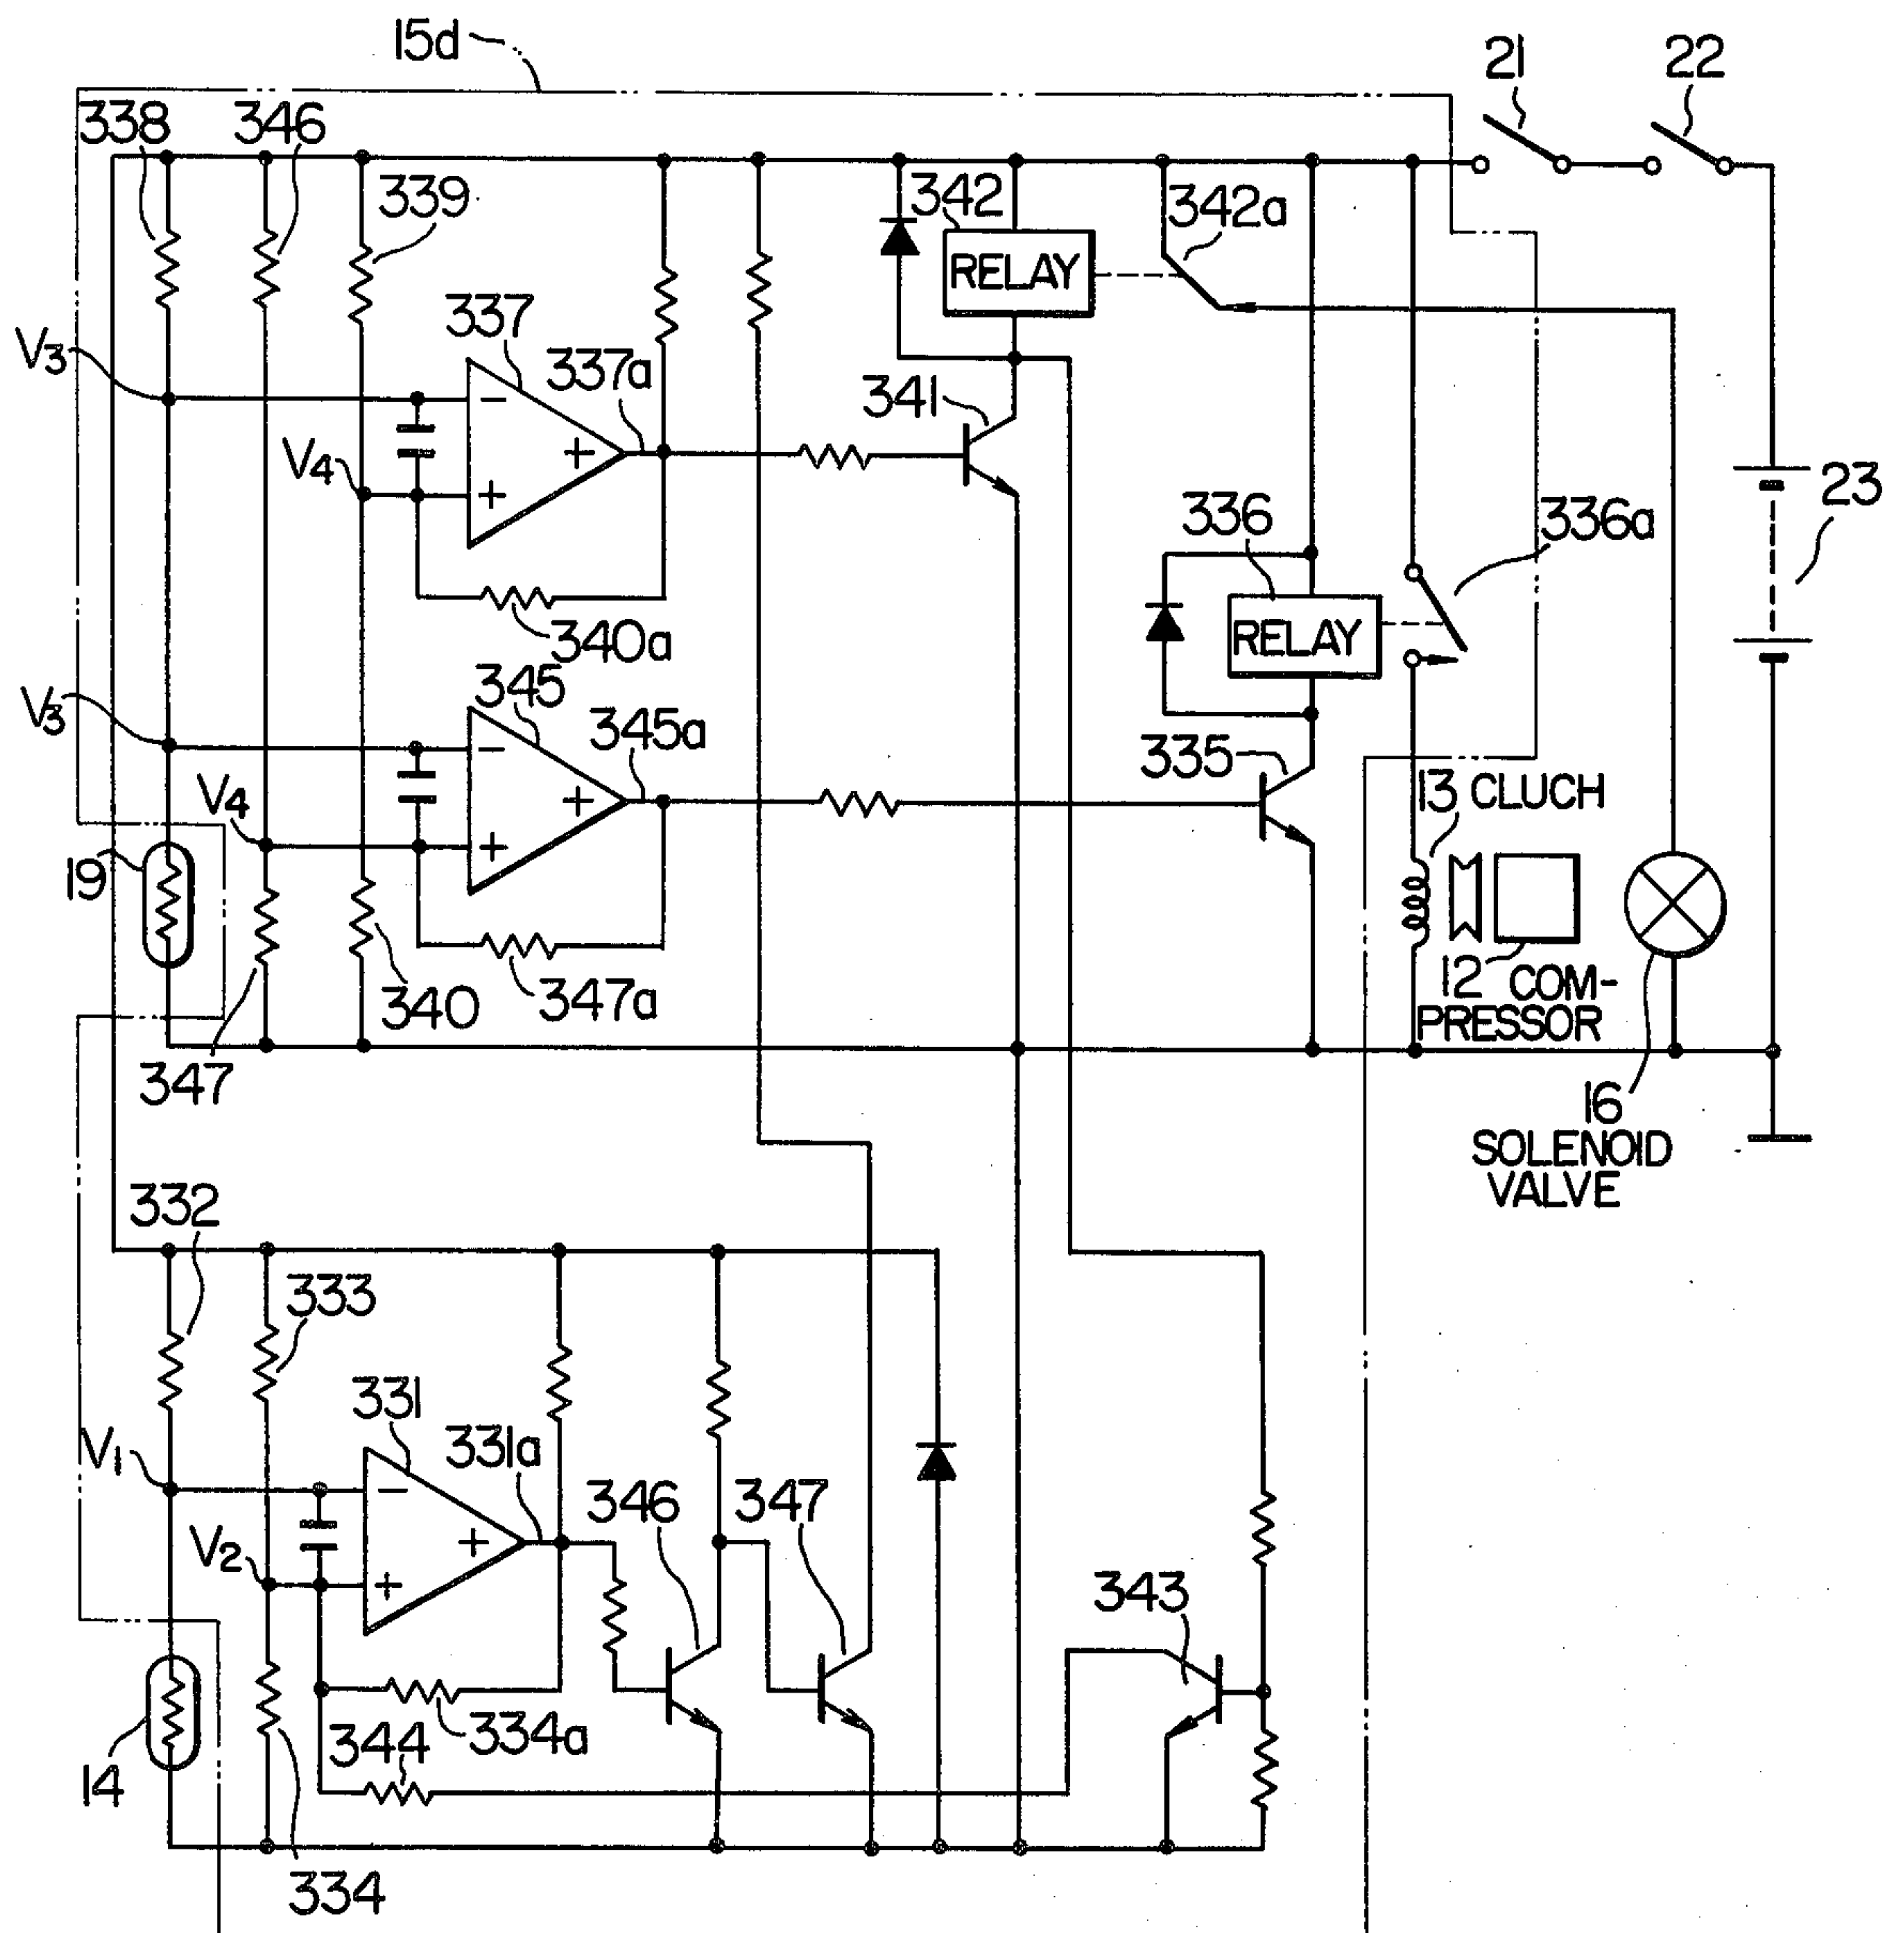 15d
21
22
338
346
339
342
RELAY
342a
337
337a
V3
341
V4
23
336
336a
RELAY
340a
V3
345
345a
335
V4
13 CLUCH
19
12 COM-
PRESSOR
347a
340
347
16
SOLENOID
VALVE
332
333
331
331a
V1
346
347
V2
343
334a
344
14
334